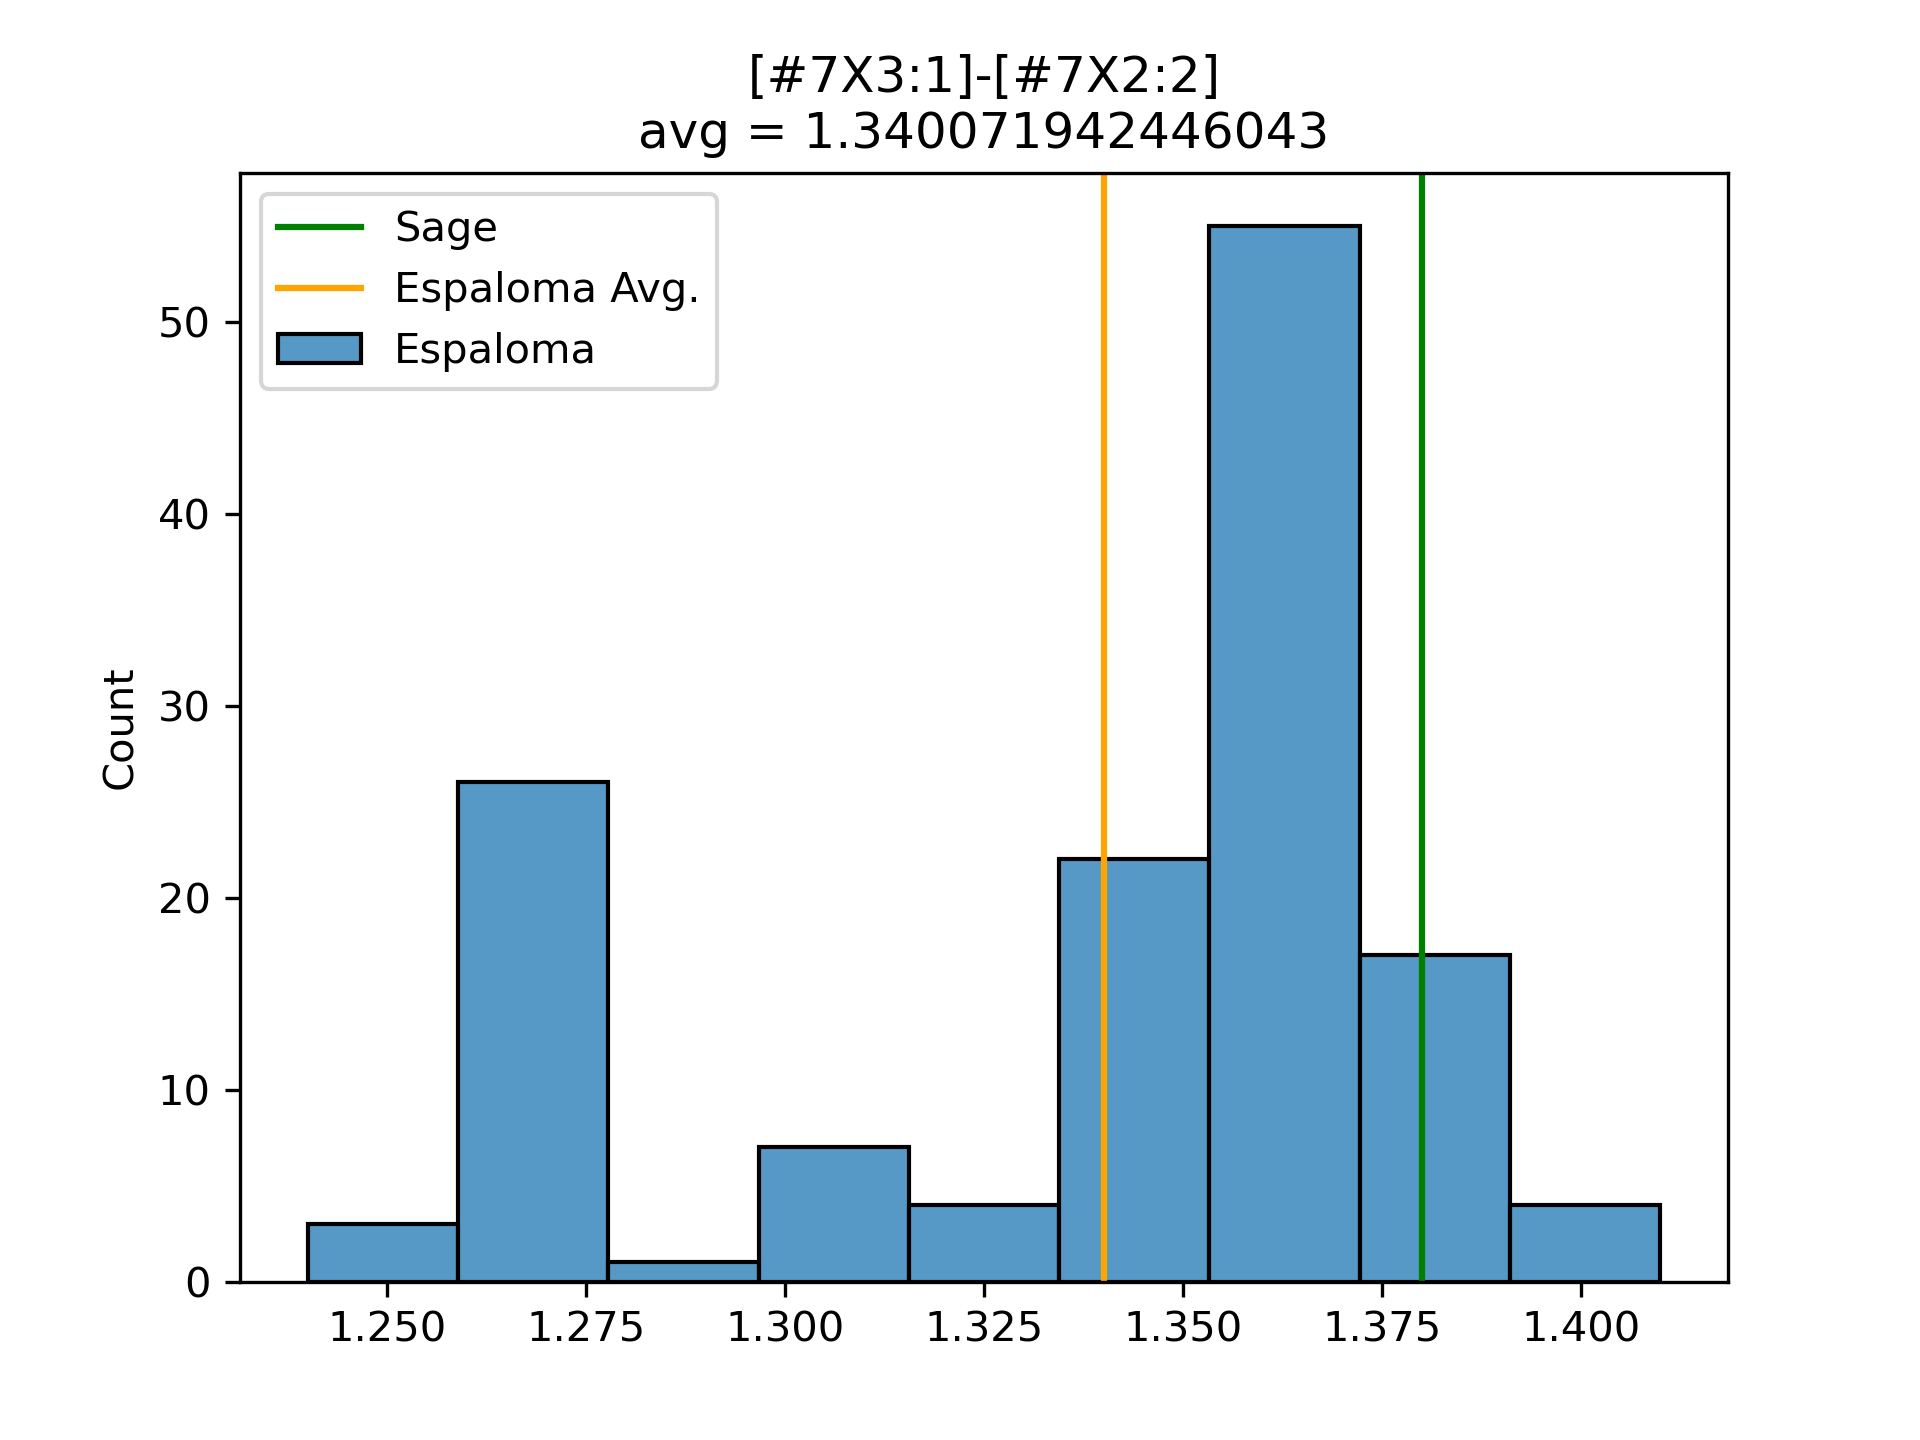 [#7X3:1]-[#7X2:2]
avg = 1.340071942446043
Sage
Espaloma Avg.
Espaloma
Count
50
40
30
20
10
0
1.250 1.275 1.300 1.325 1.350 1.375 1.400